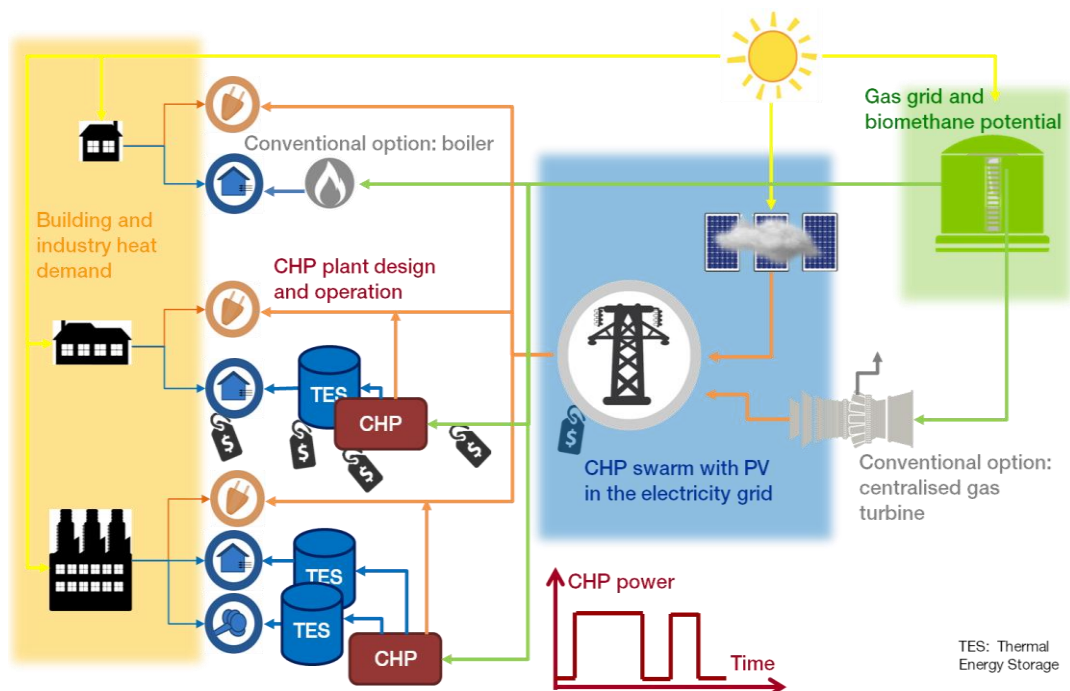 Gas grid and
biomethane potential
Conventional option: boiler
Building and
industry heat
demand
CHP plant design
and operation
TES
CHP
$
$
$
$
$
CHP swarm with PV
in the electricity grid
Conventional option:
centralised gas
turbine
TES
TES
CHP
CHP power
Time
TES: Thermal
Energy Storage